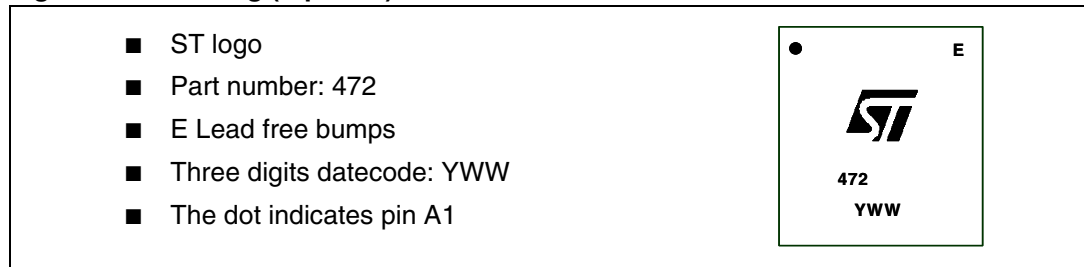 ■ ST logo
■ Part number: 472
■ E Lead free bumps
■ Three digits datecode: YWW
■ The dot indicates pin A1
E
ST
472
YWW